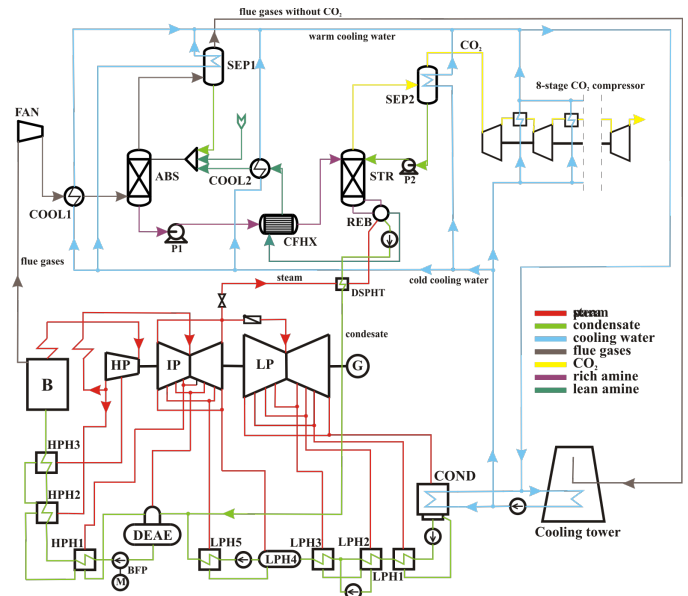 flue gases without CO₂
warm cooling water
CO₂
SEP1
SEP2
8-stage CO₂ compressor
FAN
ABS
COOL2
STR
P2
COOL1
REB
P1
CFHX
flue gases
steam
cold cooling water
DSPHT
condesate
condensate
cooling water
flue gases
CO₂
rich amine
lean amine
B
HP
IP
LP
G
HPH3
HPH2
HPH1
DEAE
BFP
M
LPH5
LPH4
LPH3
LPH2
LPH1
COND
Cooling tower